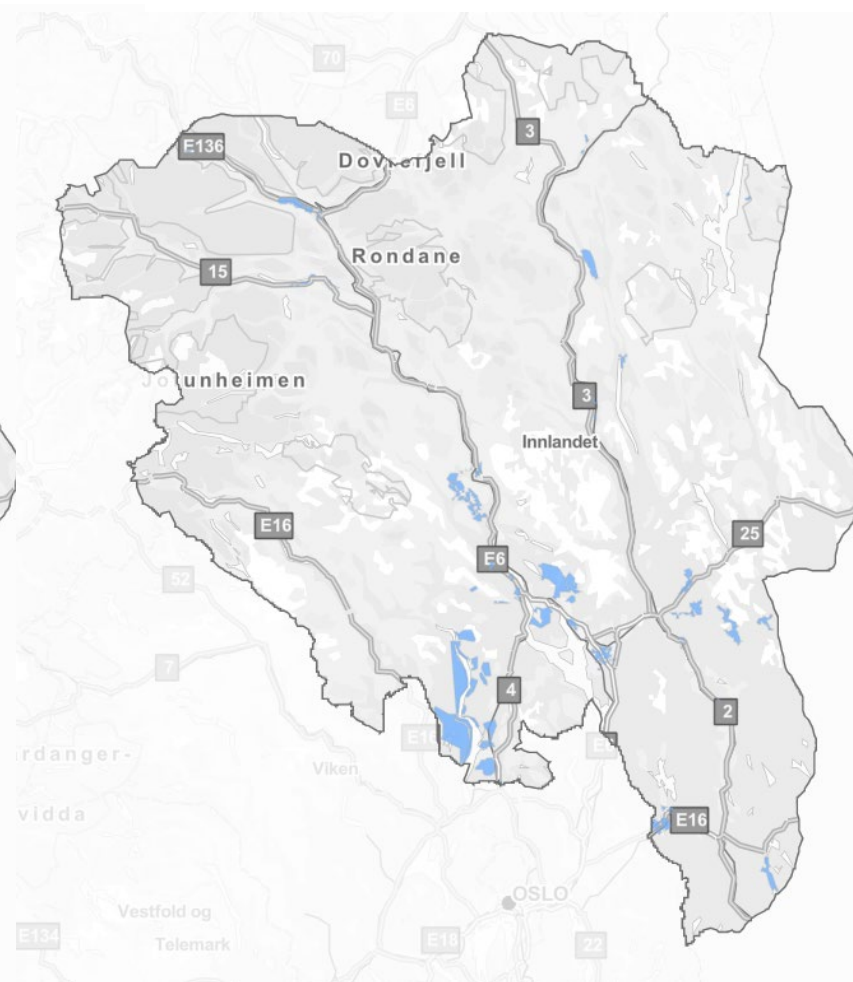 70
E6
3
E136
Dovrefjell
Rondane
15
Jotunheimen
3
Innlandet
E16
25
E6
52
7
4
2
E16
E6
rdanger-
vidda
Viken
E16
OSLO
Vestfold og
Telemark
E134
E18
22